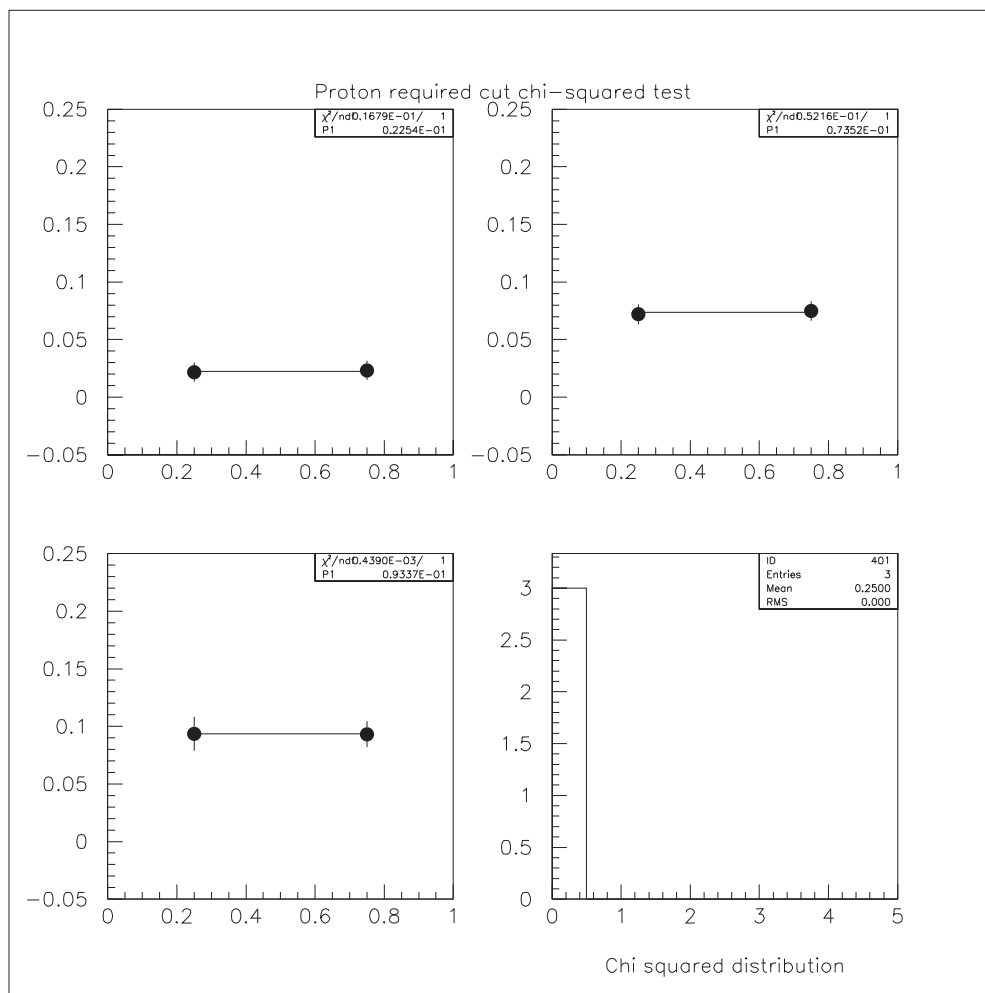 Proton required cut chi-squared test
χ²/ndf 0.1679E-01/ 1
P1 0.2254E-01
0.25
0.2
0.15
0.1
0.05
0
-0.05
0 0.2 0.4 0.6 0.8 1
χ²/ndf 0.5216E-01/ 1
P1 0.7352E-01
0.25
0.2
0.15
0.1
0.05
0
-0.05
0 0.2 0.4 0.6 0.8 1
χ²/ndf 0.4390E-03/ 1
P1 0.9337E-01
0.25
0.2
0.15
0.1
0.05
0
-0.05
0 0.2 0.4 0.6 0.8 1
ID 401
Entries 3
Mean 0.2500
RMS 0.000
3
2.5
2
1.5
1
0.5
0
0 1 2 3 4 5
Chi squared distribution